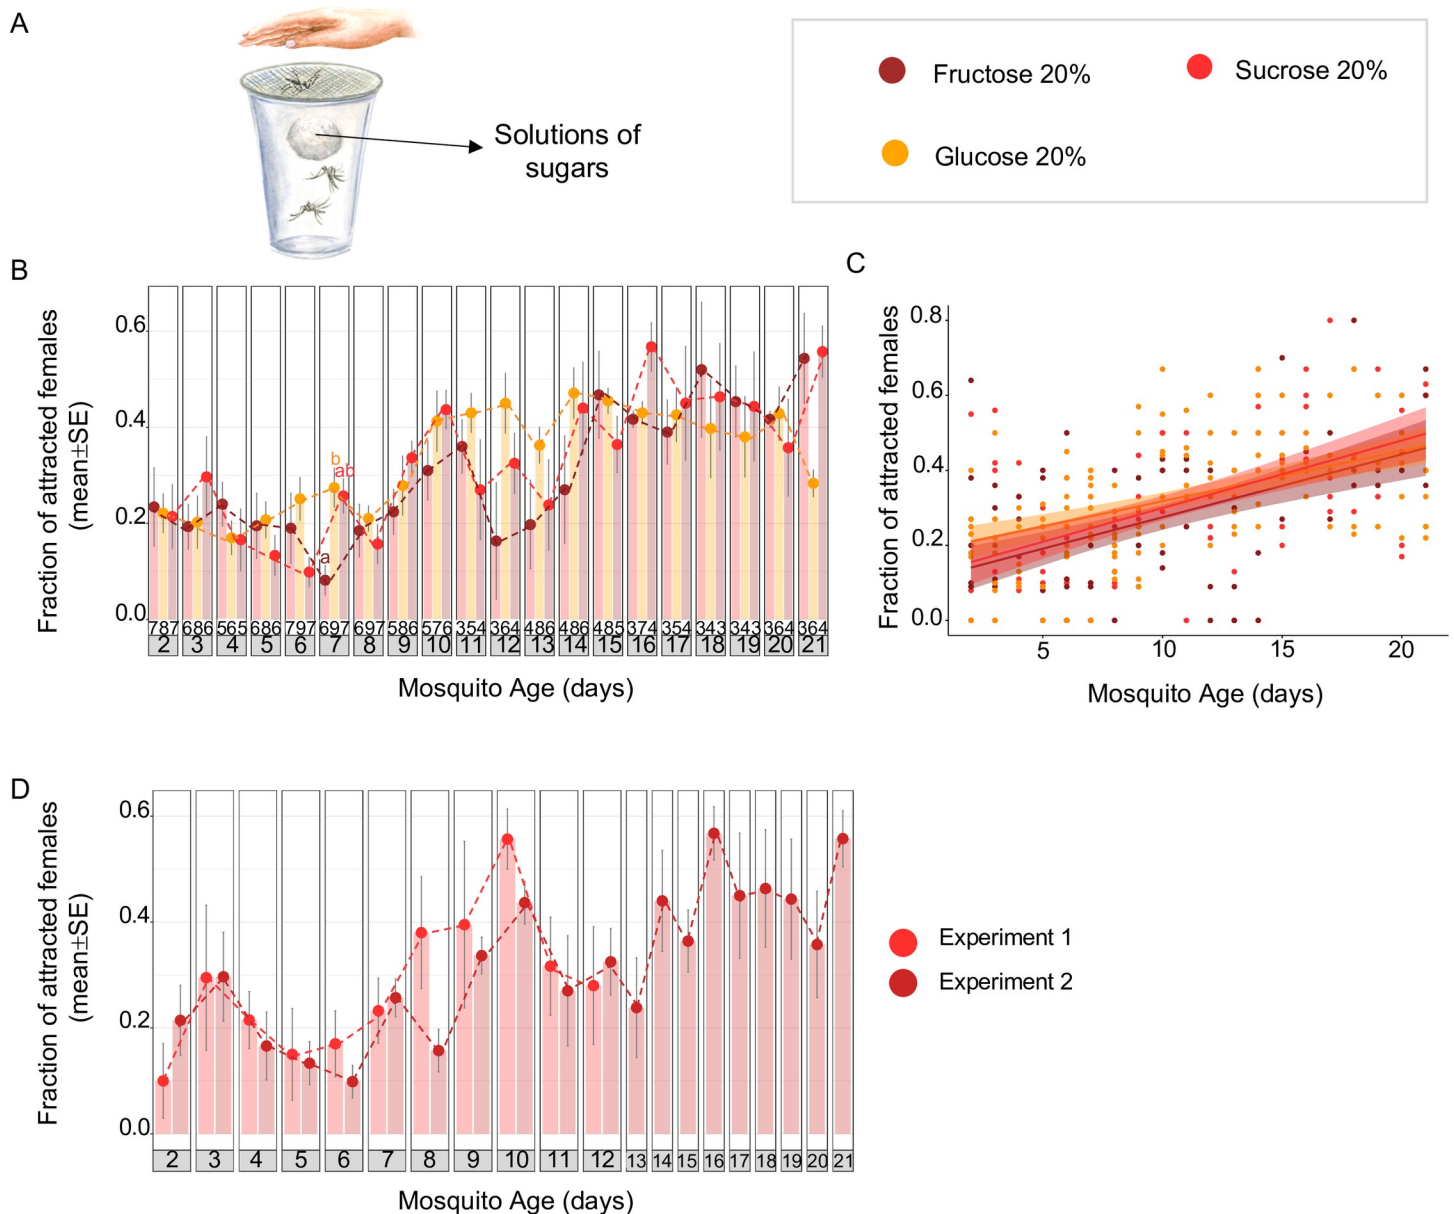 A
Solutions of
sugars
Fructose 20%
Sucrose 20%
Glucose 20%
B
Fraction of attracted females
(mean±SE)
0.6
0.4
0.2
0.0
b
ab
a
787 686 565 686 797 697 697 586 576 354 364 486 486 485 374 354 343 343 364 364
2 3 4 5 6 7 8 9 10 11 12 13 14 15 16 17 18 19 20 21
Mosquito Age (days)
C
Fraction of attracted females
0.8
0.6
0.4
0.2
0.0
5 10 15 20
Mosquito Age (days)
D
Fraction of attracted females
(mean±SE)
0.6
0.4
0.2
0.0
2 3 4 5 6 7 8 9 10 11 12 13 14 15 16 17 18 19 20 21
Mosquito Age (days)
Experiment 1
Experiment 2